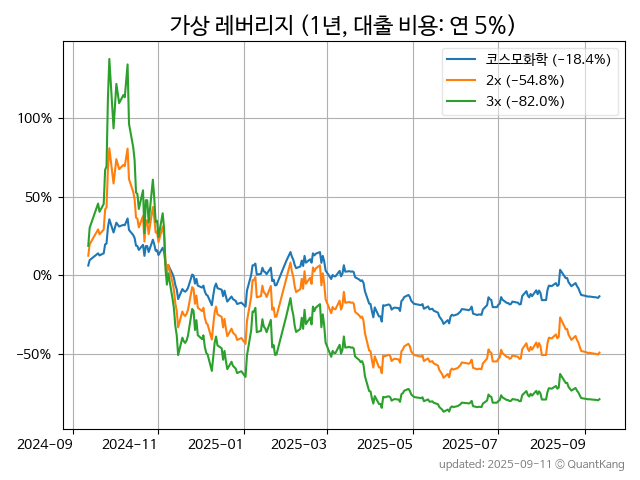 가상 레버리지 (1년, 대출 비용: 연 5%)
코스모화학 (−18.4%)
2x (−54.8%)
3x (−82.0%)
100%
50%
0%
−50%
2024-09 2024-11 2025-01 2025-03 2025-05 2025-07 2025-09
updated: 2025-09-11 © QuantKang